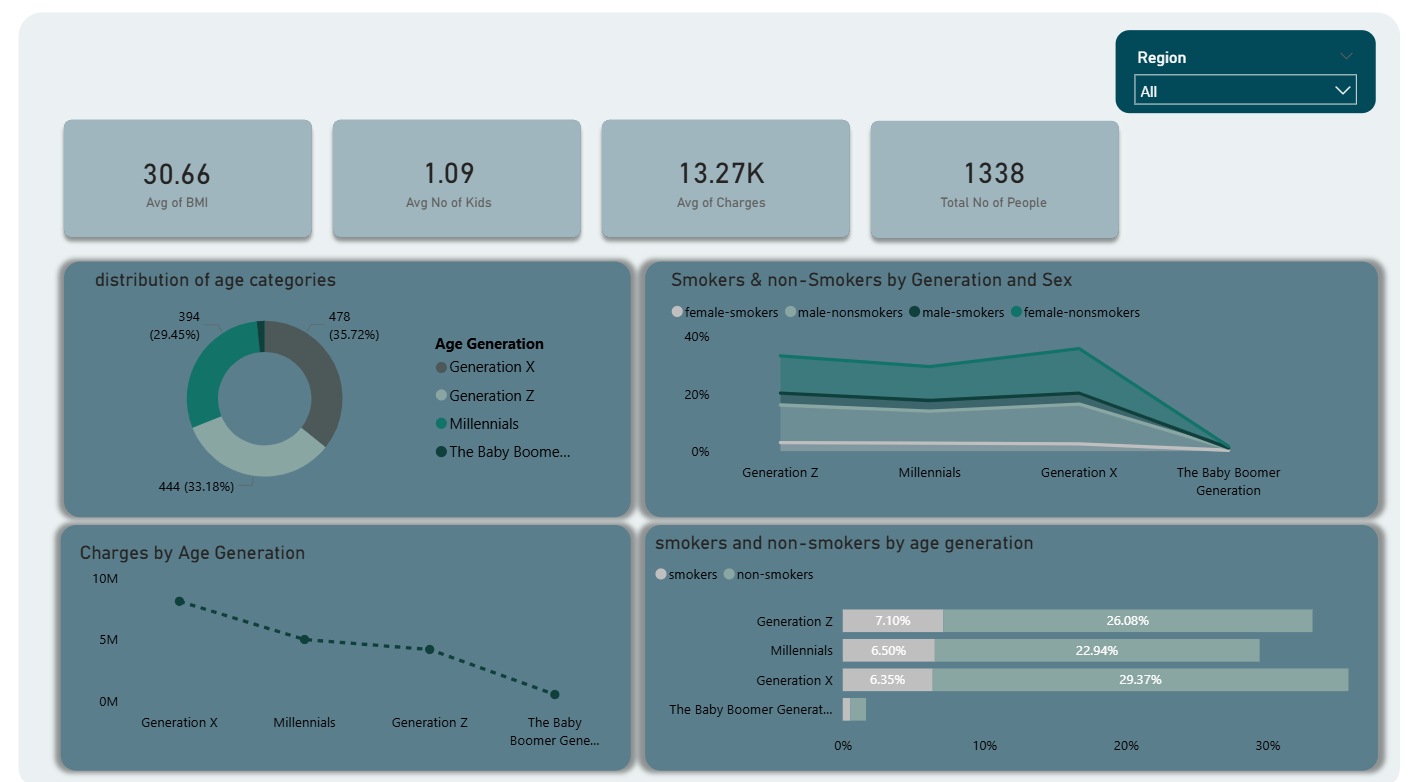 Region
All
30.66
Avg of BMI
1.09
Avg No of Kids
13.27K
Avg of Charges
1338
Total No of People
distribution of age categories
394
(29.45%)
478
(35.72%)
444 (33.18%)
Age Generation
Generation X
Generation Z
Millennials
The Baby Boome...
Smokers & non-Smokers by Generation and Sex
female-smokers male-nonsmokers male-smokers female-nonsmokers
40%
20%
0%
Generation Z Millennials Generation X The Baby Boomer
Generation
Charges by Age Generation
10M
5M
0M
Generation X Millennials Generation Z The Baby
Boomer Gene...
smokers and non-smokers by age generation
smokers non-smokers
Generation Z 7.10% 26.08%
Millennials 6.50% 22.94%
Generation X 6.35% 29.37%
The Baby Boomer Generat...
0% 10% 20% 30%